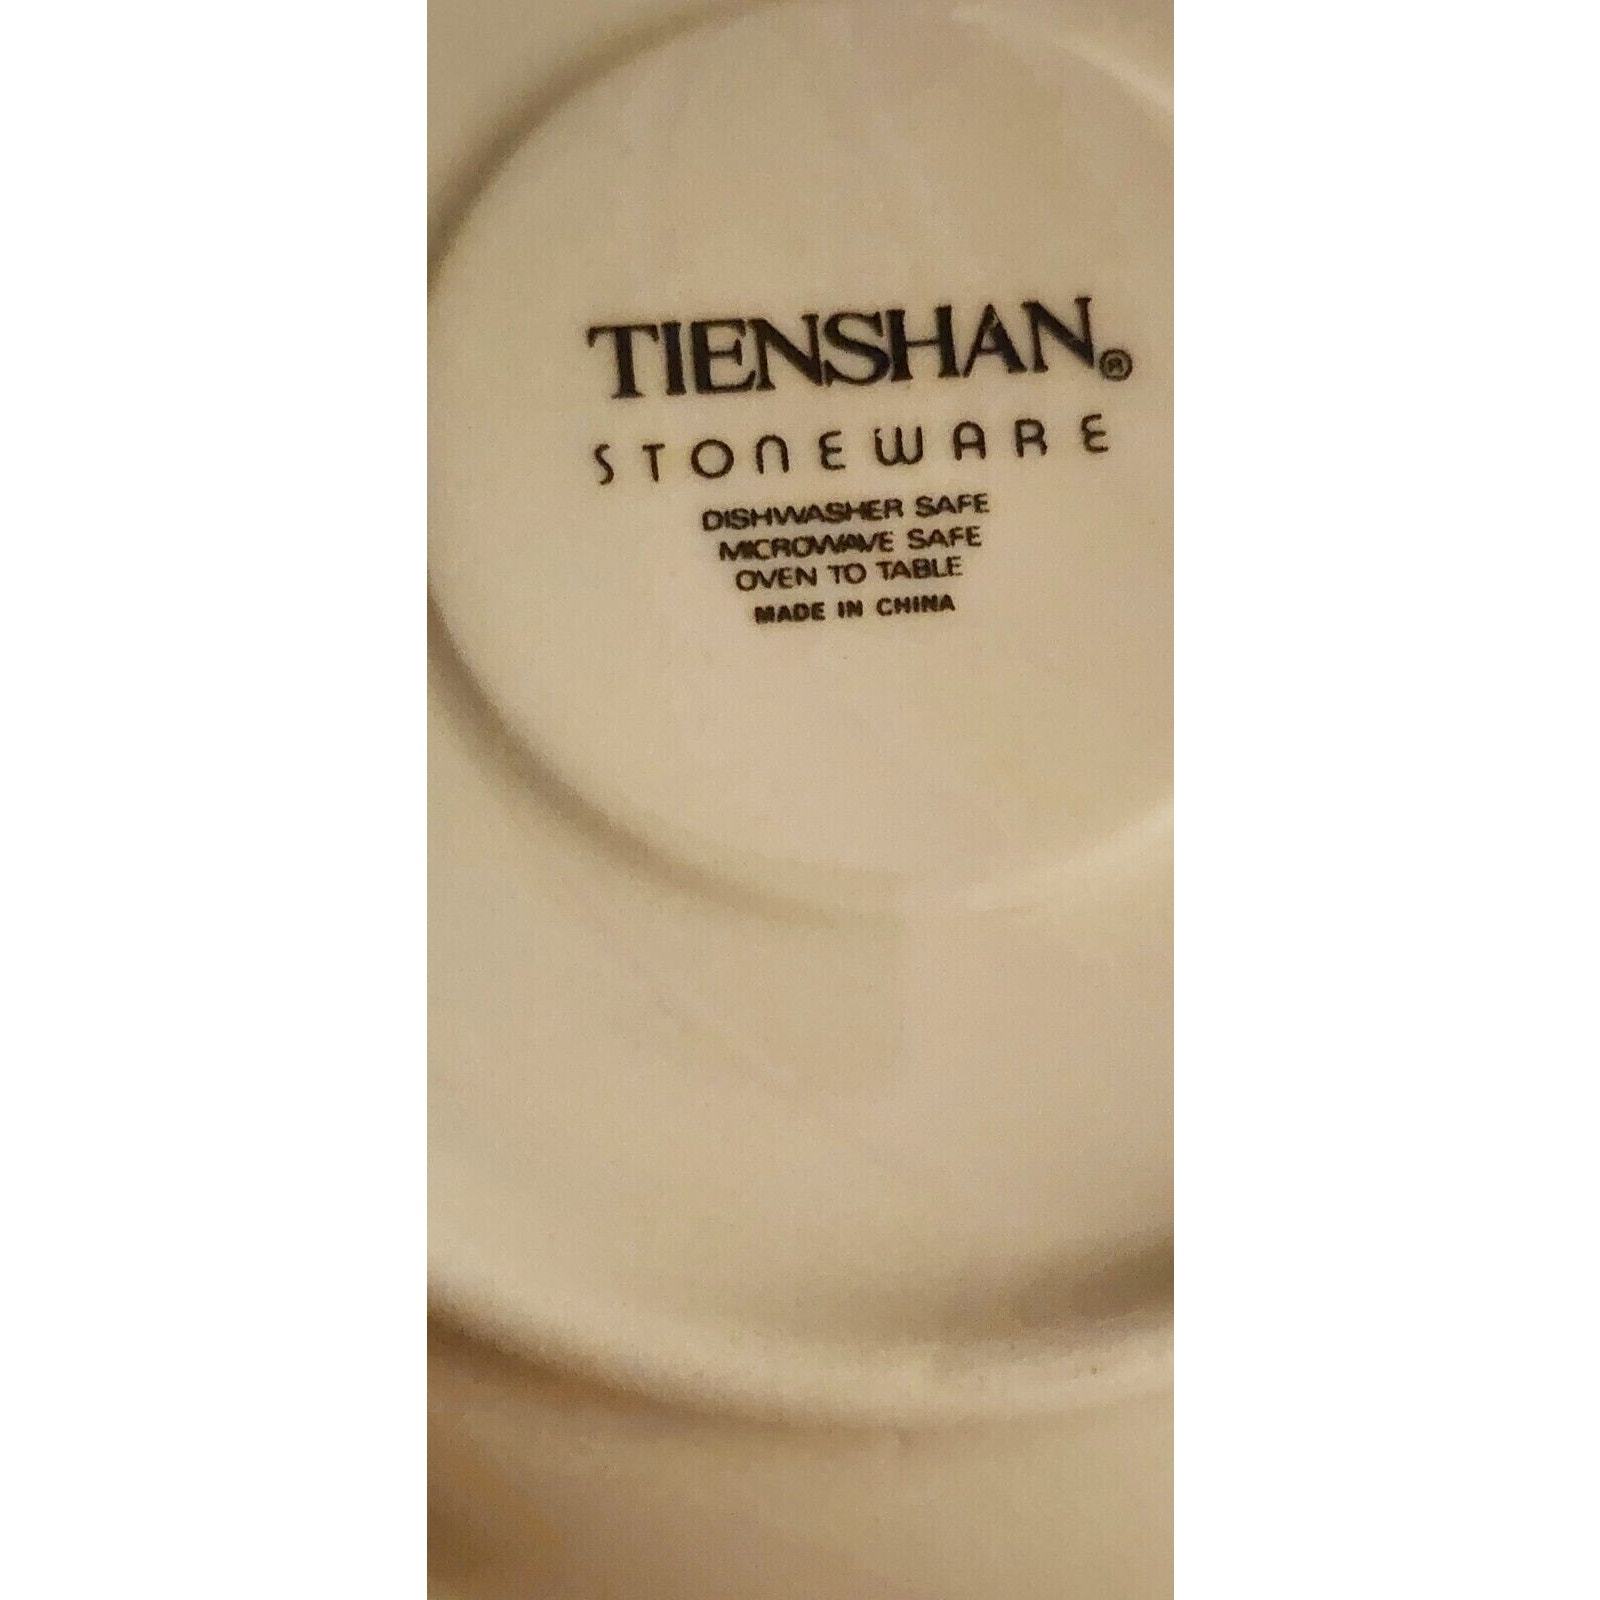 TIENSHAN®
STONEWARE
DISHWASHER SAFE
MICROWAVE SAFE
OVEN TO TABLE
MADE IN CHINA